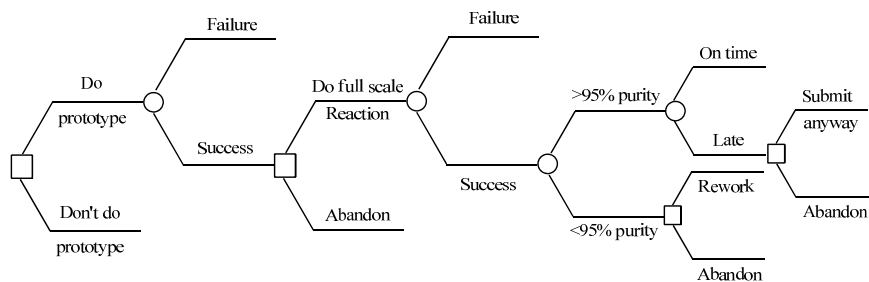 Failure
Do
prototype
Success
Don't do
prototype
Do full scale
Reaction
Abandon
Failure
Success
>95% purity
<95% purity
On time
Late
Rework
Abandon
Submit
anyway
Abandon